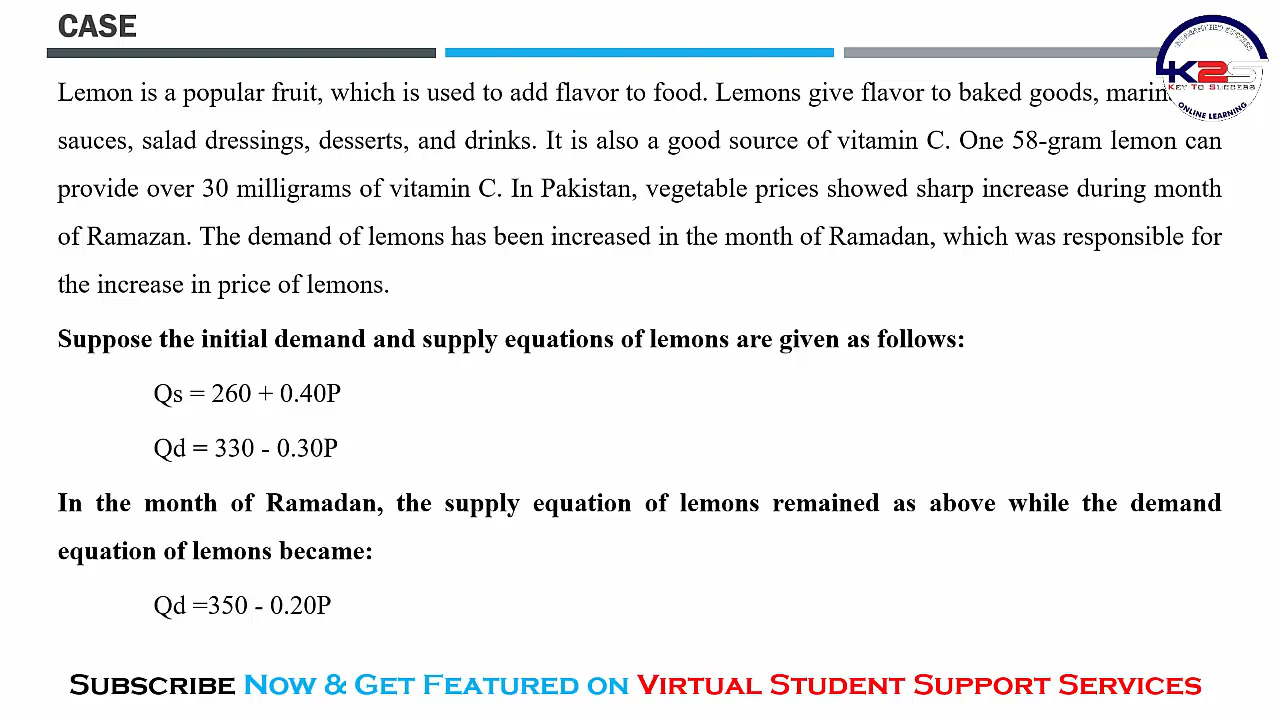 CASE
Lemon is a popular fruit, which is used to add flavor to food. Lemons give flavor to baked goods,
sauces, salad dressings, desserts, and drinks. It is also a good source of vitamin C. One 58-gram lemon can
provide over 30 milligrams of vitamin C. In Pakistan, vegetable prices showed sharp increase during month
of Ramazan. The demand of lemons has been increased in the month of Ramadan, which was responsible for
the increase in price of lemons.
Suppose the initial demand and supply equations of lemons are given as follows:
Qs = 260 + 0.40P
Qd = 330 - 0.30P
In the month of Ramadan, the supply equation of lemons remained as above while the demand
equation of lemons became:
Qd =350 - 0.20P
K2S
KEY TO SUCCESS
ONLINE LEARNING
SUBSCRIBE NOW & GET FEATURED ON VIRTUAL STUDENT SUPPORT SERVICES